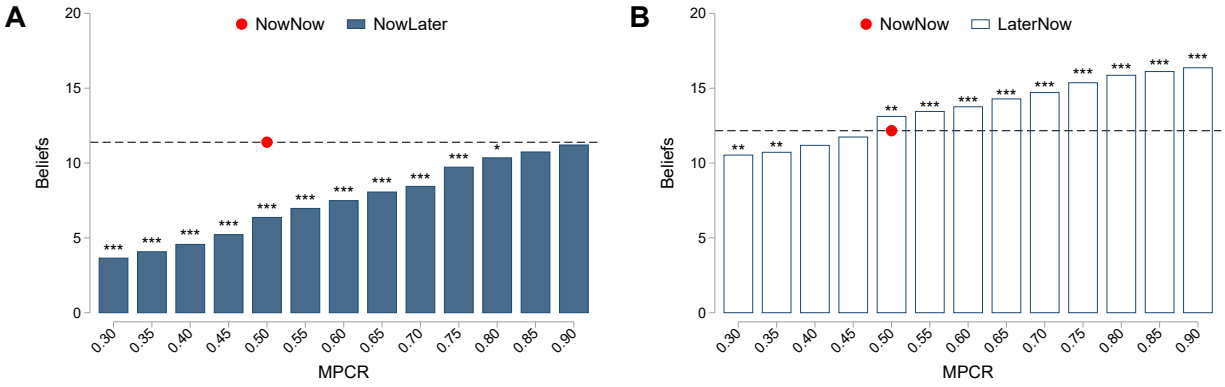 A
NowNow NowLater
20
15
10
5
0
Beliefs
*** *** *** *** *** *** *** *** *** *** *
0.30 0.35 0.40 0.45 0.50 0.55 0.60 0.65 0.70 0.75 0.80 0.85 0.90
MPCR
B
NowNow LaterNow
20
15
10
5
0
Beliefs
** ** ** *** *** *** *** *** *** *** ***
0.30 0.35 0.40 0.45 0.50 0.55 0.60 0.65 0.70 0.75 0.80 0.85 0.90
MPCR